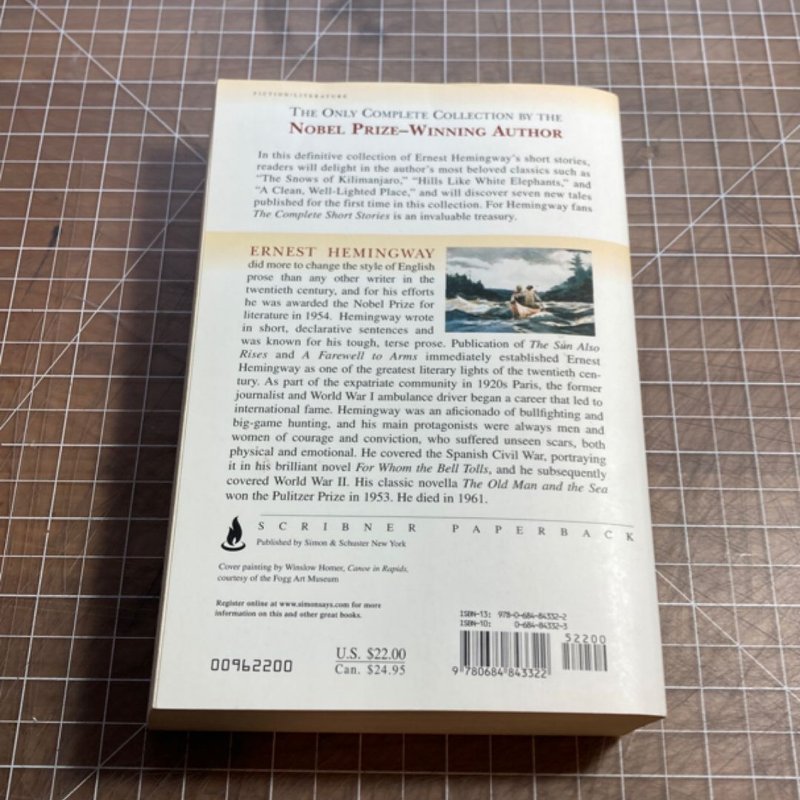 FICTION/LITERATURE
THE ONLY COMPLETE COLLECTION BY THE
NOBEL PRIZE–WINNING AUTHOR
In this definitive collection of Ernest Hemingway's short stories,
readers will delight in the author's most beloved classics such as
"The Snows of Kilimanjaro," "Hills Like White Elephants," and
"A Clean, Well-Lighted Place," and will discover seven new tales
published for the first time in this collection. For Hemingway fans
The Complete Short Stories is an invaluable treasury.
ERNEST HEMINGWAY
did more to change the style of English
prose than any other writer in the
twentieth century, and for his efforts
he was awarded the Nobel Prize for
literature in 1954. Hemingway wrote
in short, declarative sentences and
was known for his tough, terse prose. Publication of The Sun Also
Rises and A Farewell to Arms immediately established Ernest
Hemingway as one of the greatest literary lights of the twentieth cen-
tury. As part of the expatriate community in 1920s Paris, the former
journalist and World War I ambulance driver began a career that led to
international fame. Hemingway was an aficionado of bullfighting and
big-game hunting, and his main protagonists were always men and
women of courage and conviction, who suffered unseen scars, both
physical and emotional. He covered the Spanish Civil War, portraying
it in his brilliant novel For Whom the Bell Tolls, and he subsequently
covered World War II. His classic novella The Old Man and the Sea
won the Pulitzer Prize in 1953. He died in 1961.
SCRIBNER PAPERBACK
Published by Simon & Schuster New York
Cover painting by Winslow Homer, Canoe in Rapids,
courtesy of the Fogg Art Museum
Register online at www.simonsays.com for more
information on this and other great books.
00962200
U.S. $22.00
Can. $24.95
ISBN-13: 978-0-684-84332-2
ISBN-10: 0-684-84332-3
52200
9 780684 843322